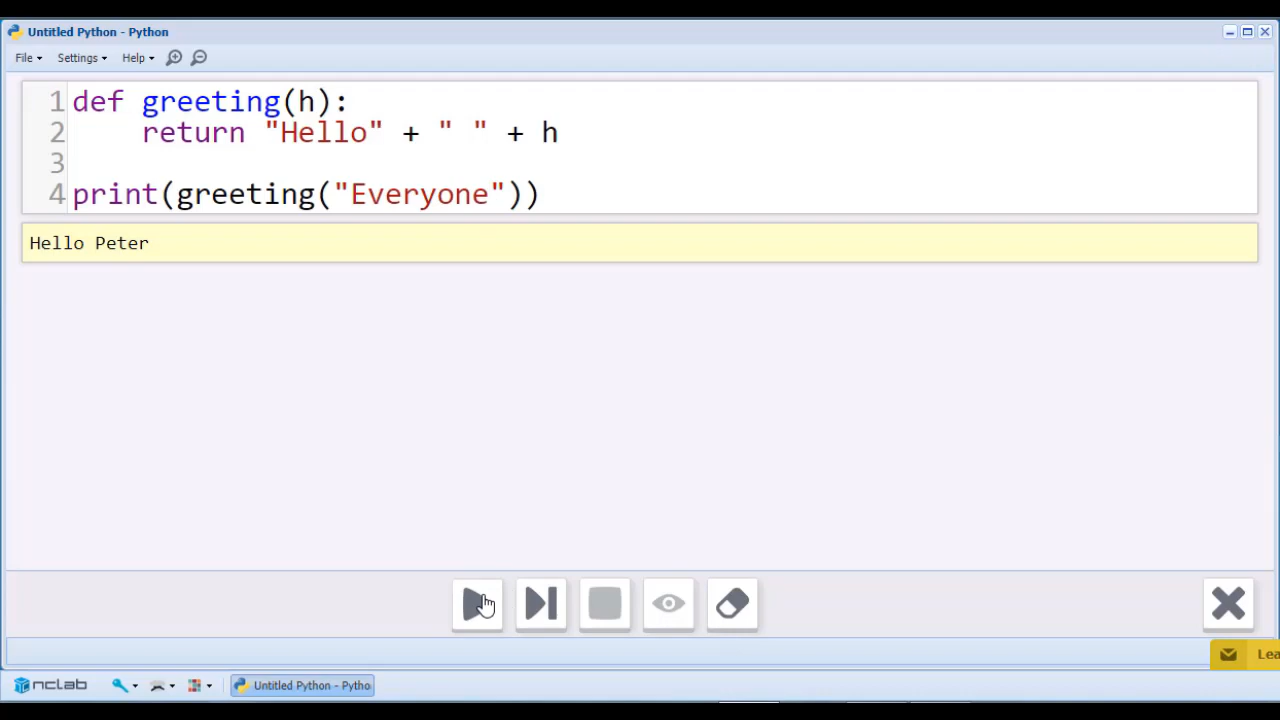 Untitled Python - Python
File Settings Help
1 def greeting(h):
2     return "Hello" + " " + h
3
4 print(greeting("Everyone"))
Hello Peter
Lea
nclab Untitled Python - Pytho